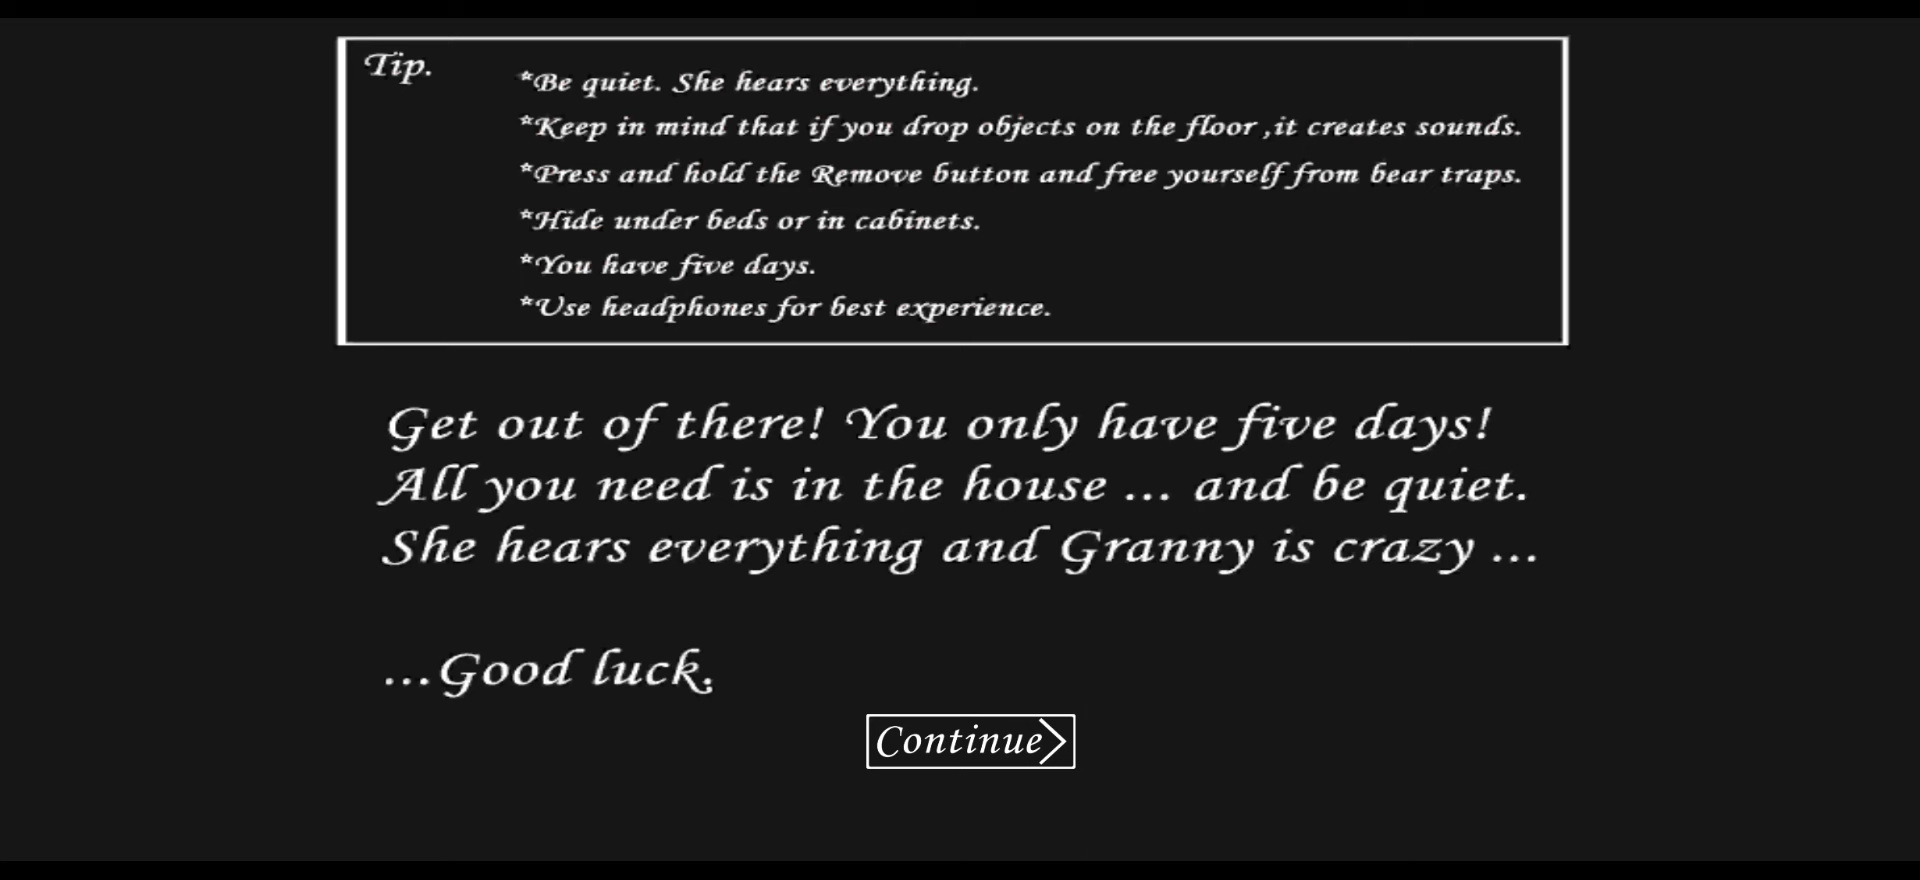 Tip.
*Be quiet. She hears everything.
*Keep in mind that if you drop objects on the floor ,it creates sounds.
*Press and hold the Remove button and free yourself from bear traps.
*Hide under beds or in cabinets.
*You have five days.
*Use headphones for best experience.
Get out of there! You only have five days!
All you need is in the house ... and be quiet.
She hears everything and Granny is crazy ...
...Good luck.
Continue>